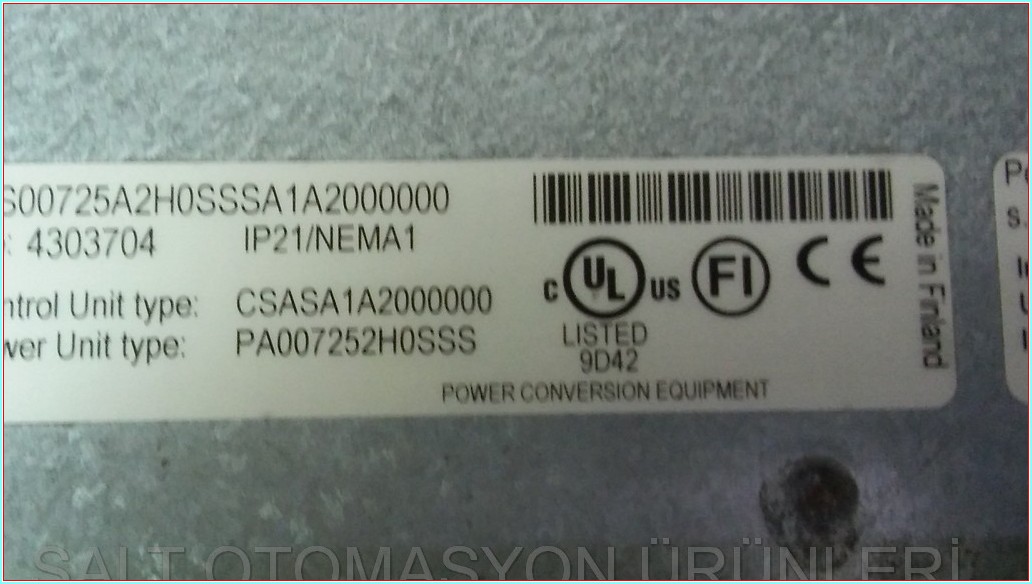 S00725A2H0SSSA1A2000000
: 4303704 IP21/NEMA1
ntrol Unit type: CSASA1A2000000
wer Unit type: PA007252H0SSS
C UL US
LISTED
9D42
FI
CE
POWER CONVERSION EQUIPMENT
Made in Finland
P
S.
SALT OTOMASYON ÜRÜNLERİ